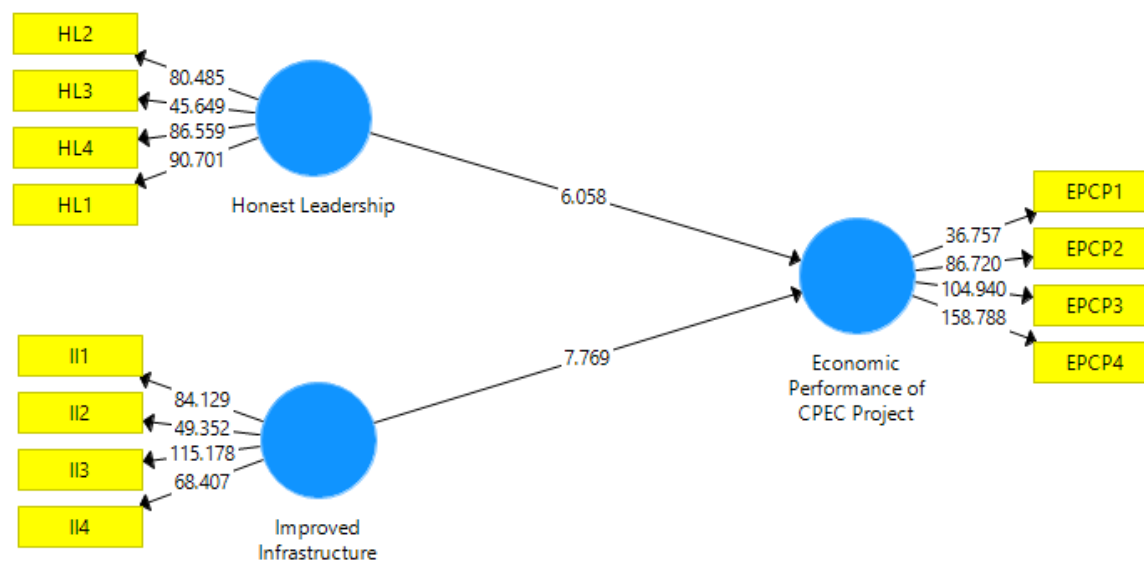 HL2
HL3
HL4
HL1
80.485
45.649
86.559
90.701
Honest Leadership
6.058
II1
II2
II3
II4
84.129
49.352
115.178
68.407
Improved
Infrastructure
7.769
Economic
Performance of
CPEC Project
36.757
86.720
104.940
158.788
EPCP1
EPCP2
EPCP3
EPCP4